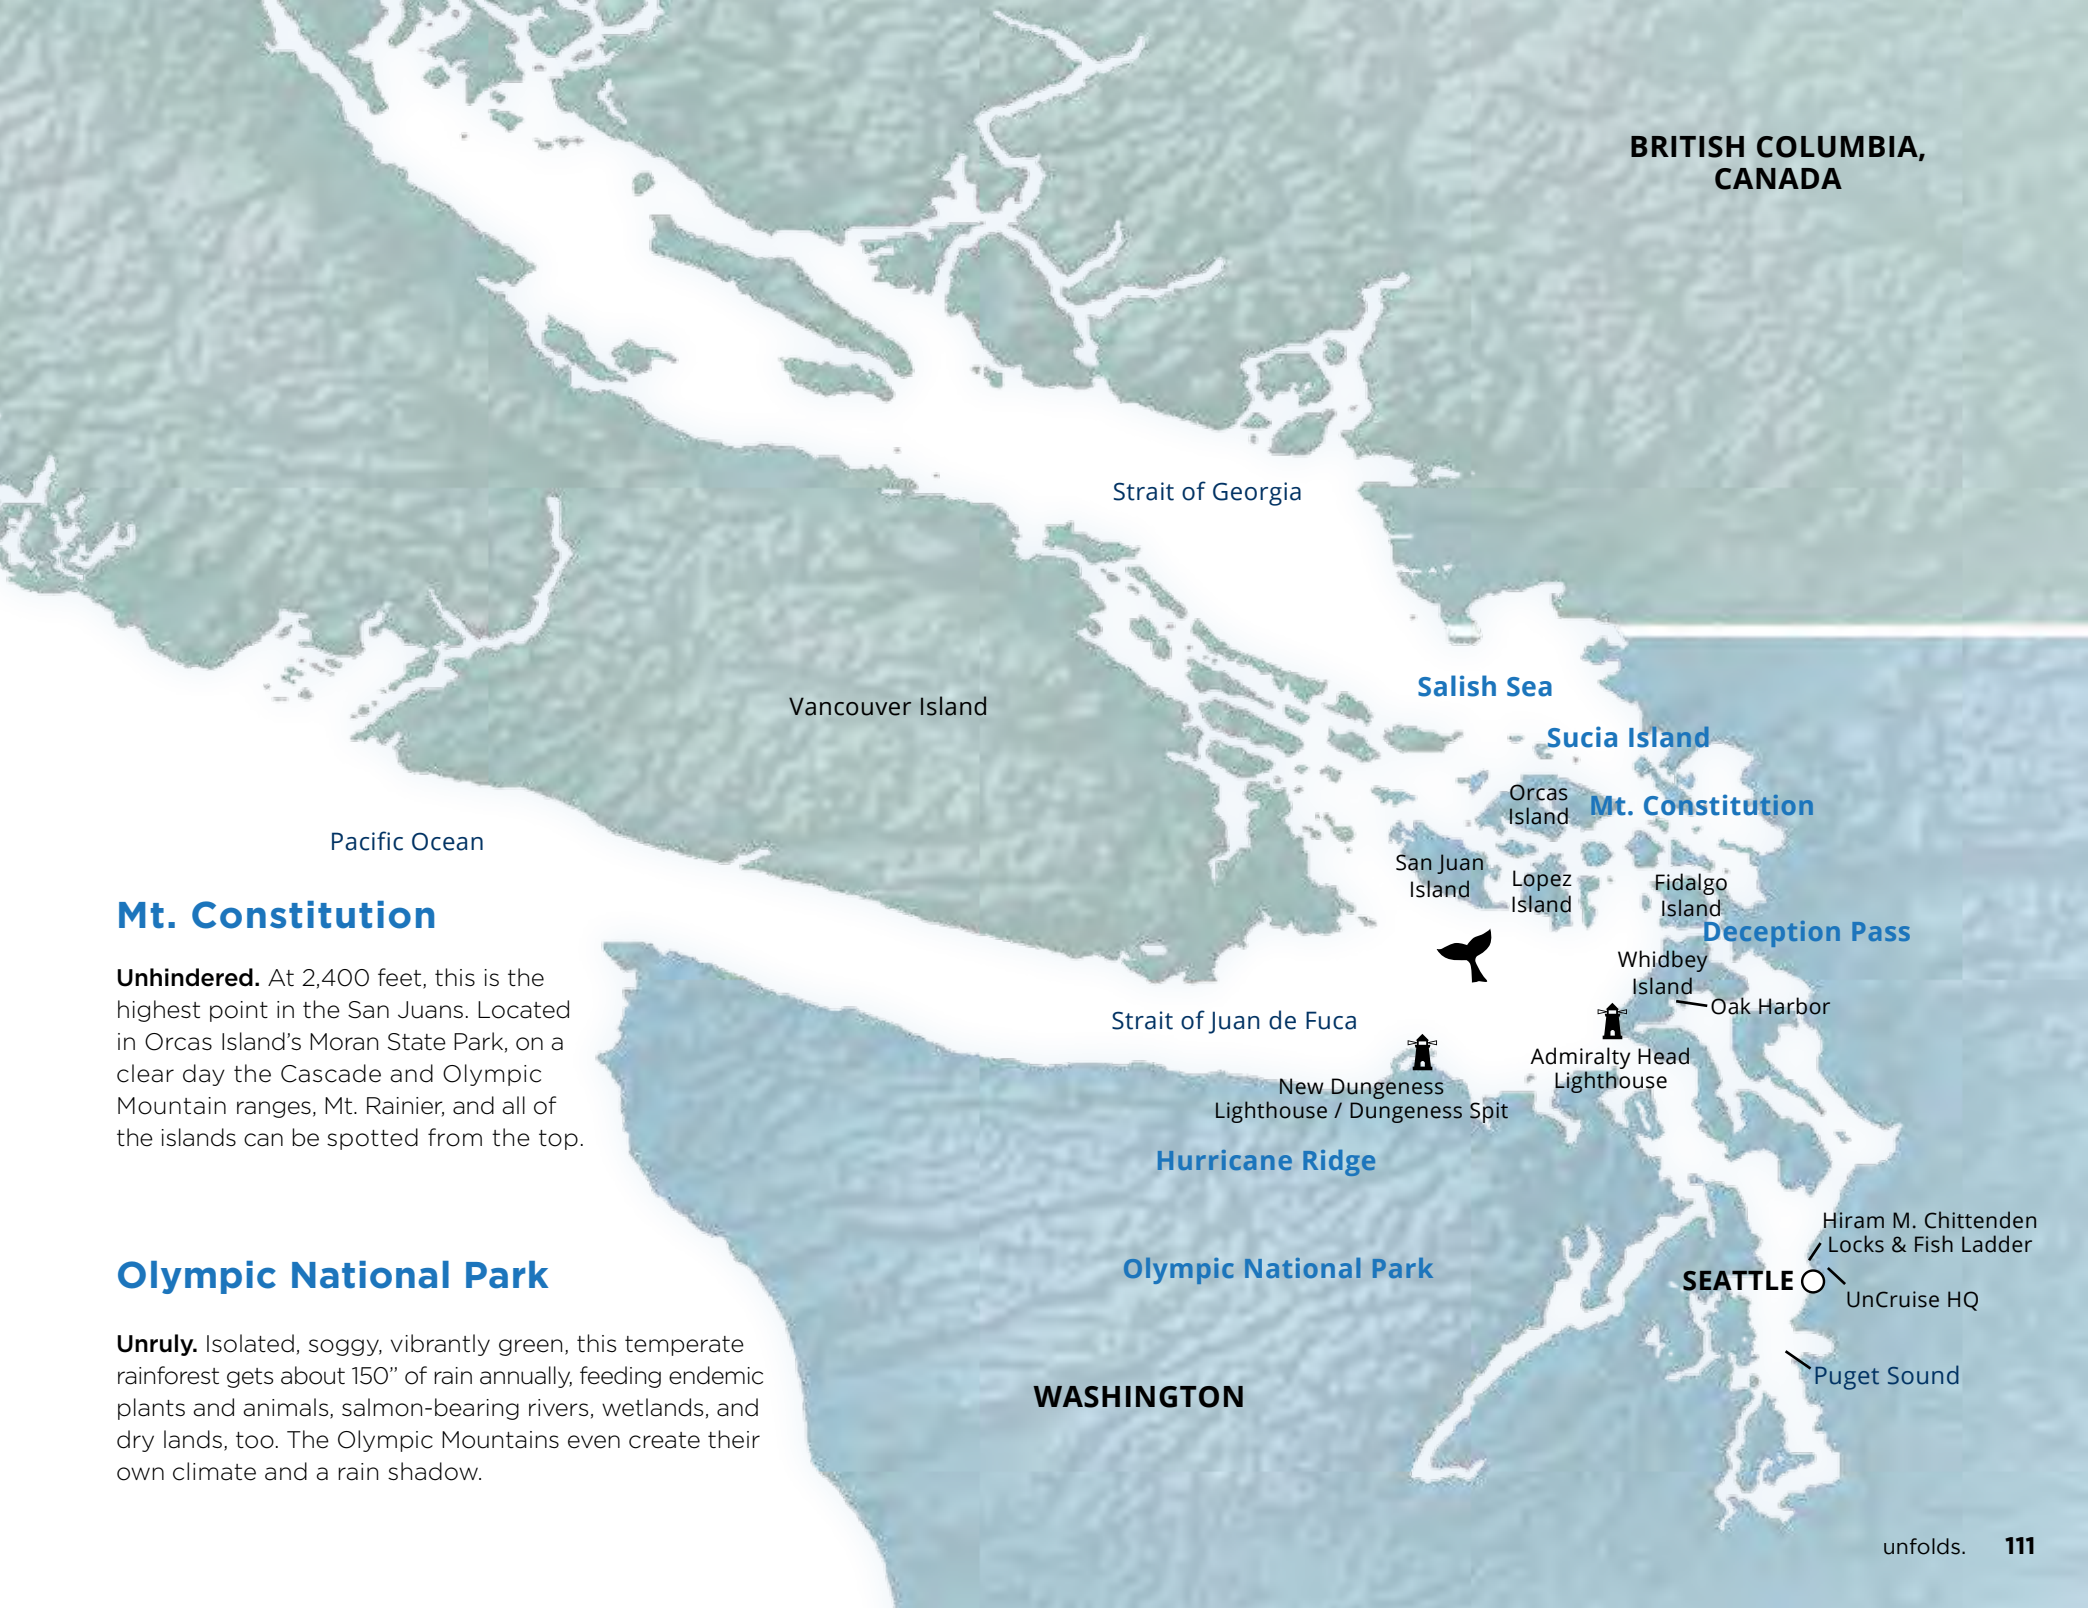 BRITISH COLUMBIA,
CANADA
Strait of Georgia
Salish Sea
Vancouver Island
Sucia Island
Orcas
Island
Mt. Constitution
Pacific Ocean
San Juan
Island
Lopez
Island
Fidalgo
Island
Deception Pass
Whidbey
Island
Oak Harbor
Strait of Juan de Fuca
Admiralty Head
Lighthouse
New Dungeness
Lighthouse / Dungeness Spit
Hurricane Ridge
Olympic National Park
Hiram M. Chittenden
Locks & Fish Ladder
SEATTLE
UnCruise HQ
Puget Sound
WASHINGTON
Mt. Constitution
Unhindered. At 2,400 feet, this is the
highest point in the San Juans. Located
in Orcas Island’s Moran State Park, on a
clear day the Cascade and Olympic
Mountain ranges, Mt. Rainier, and all of
the islands can be spotted from the top.
Olympic National Park
Unruly. Isolated, soggy, vibrantly green, this temperate
rainforest gets about 150” of rain annually, feeding endemic
plants and animals, salmon-bearing rivers, wetlands, and
dry lands, too. The Olympic Mountains even create their
own climate and a rain shadow.
unfolds. 111